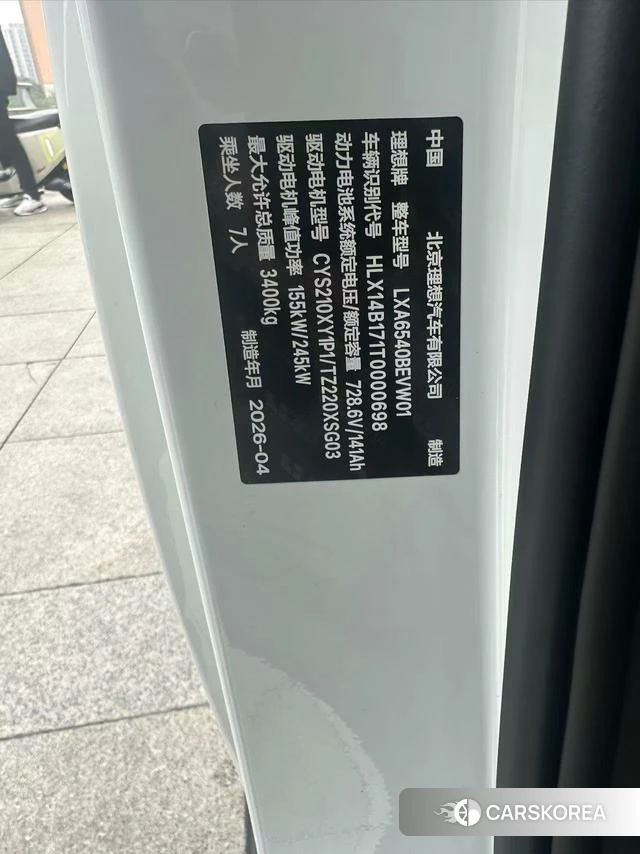 中国 北京理想汽车有限公司 制造
理想牌 整车型号 LXA6540BEVW01
车辆识别代号 HLX14B171T0000698
动力电池系统额定电压/额定容量 728.6V/141Ah
驱动电机型号 CYS210XY1P1/TZ220XSG03
驱动电机峰值功率 155kW/245kW
最大允许总质量 3400kg
乘坐人数 7人 制造年月 2026-04
CARSKOREA